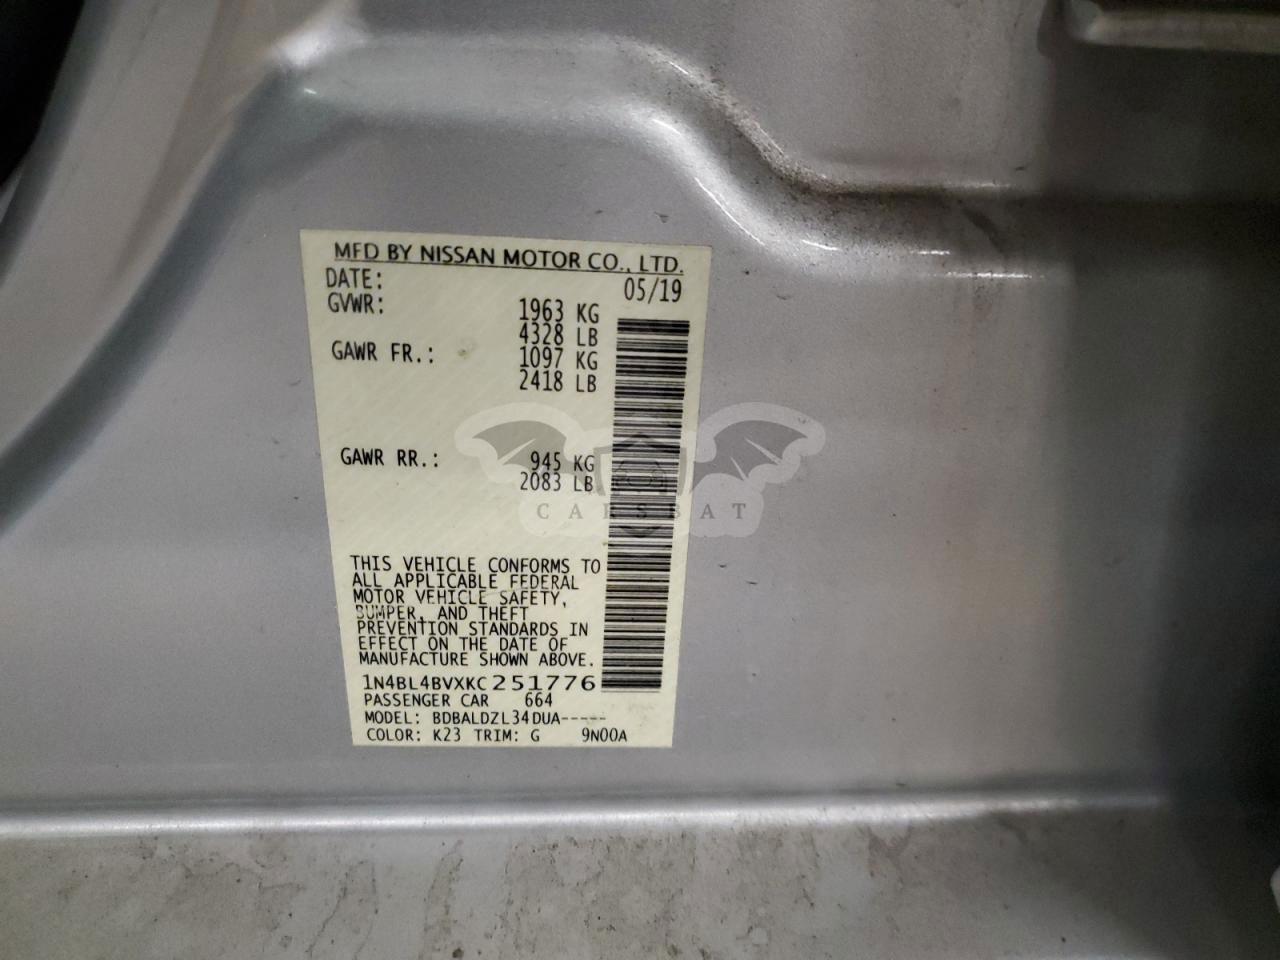 MFD BY NISSAN MOTOR CO., LTD.
DATE: 05/19
GVWR: 1963 KG
4328 LB
GAWR FR.: 1097 KG
2418 LB
GAWR RR.: 945 KG
2083 LB
CARSBAT
THIS VEHICLE CONFORMS TO
ALL APPLICABLE FEDERAL
MOTOR VEHICLE SAFETY,
BUMPER, AND THEFT
PREVENTION STANDARDS IN
EFFECT ON THE DATE OF
MANUFACTURE SHOWN ABOVE.
1N4BL4BVXKC251776
PASSENGER CAR 664
MODEL: BDBALDZL34DUA-----
COLOR: K23 TRIM: G 9N00A